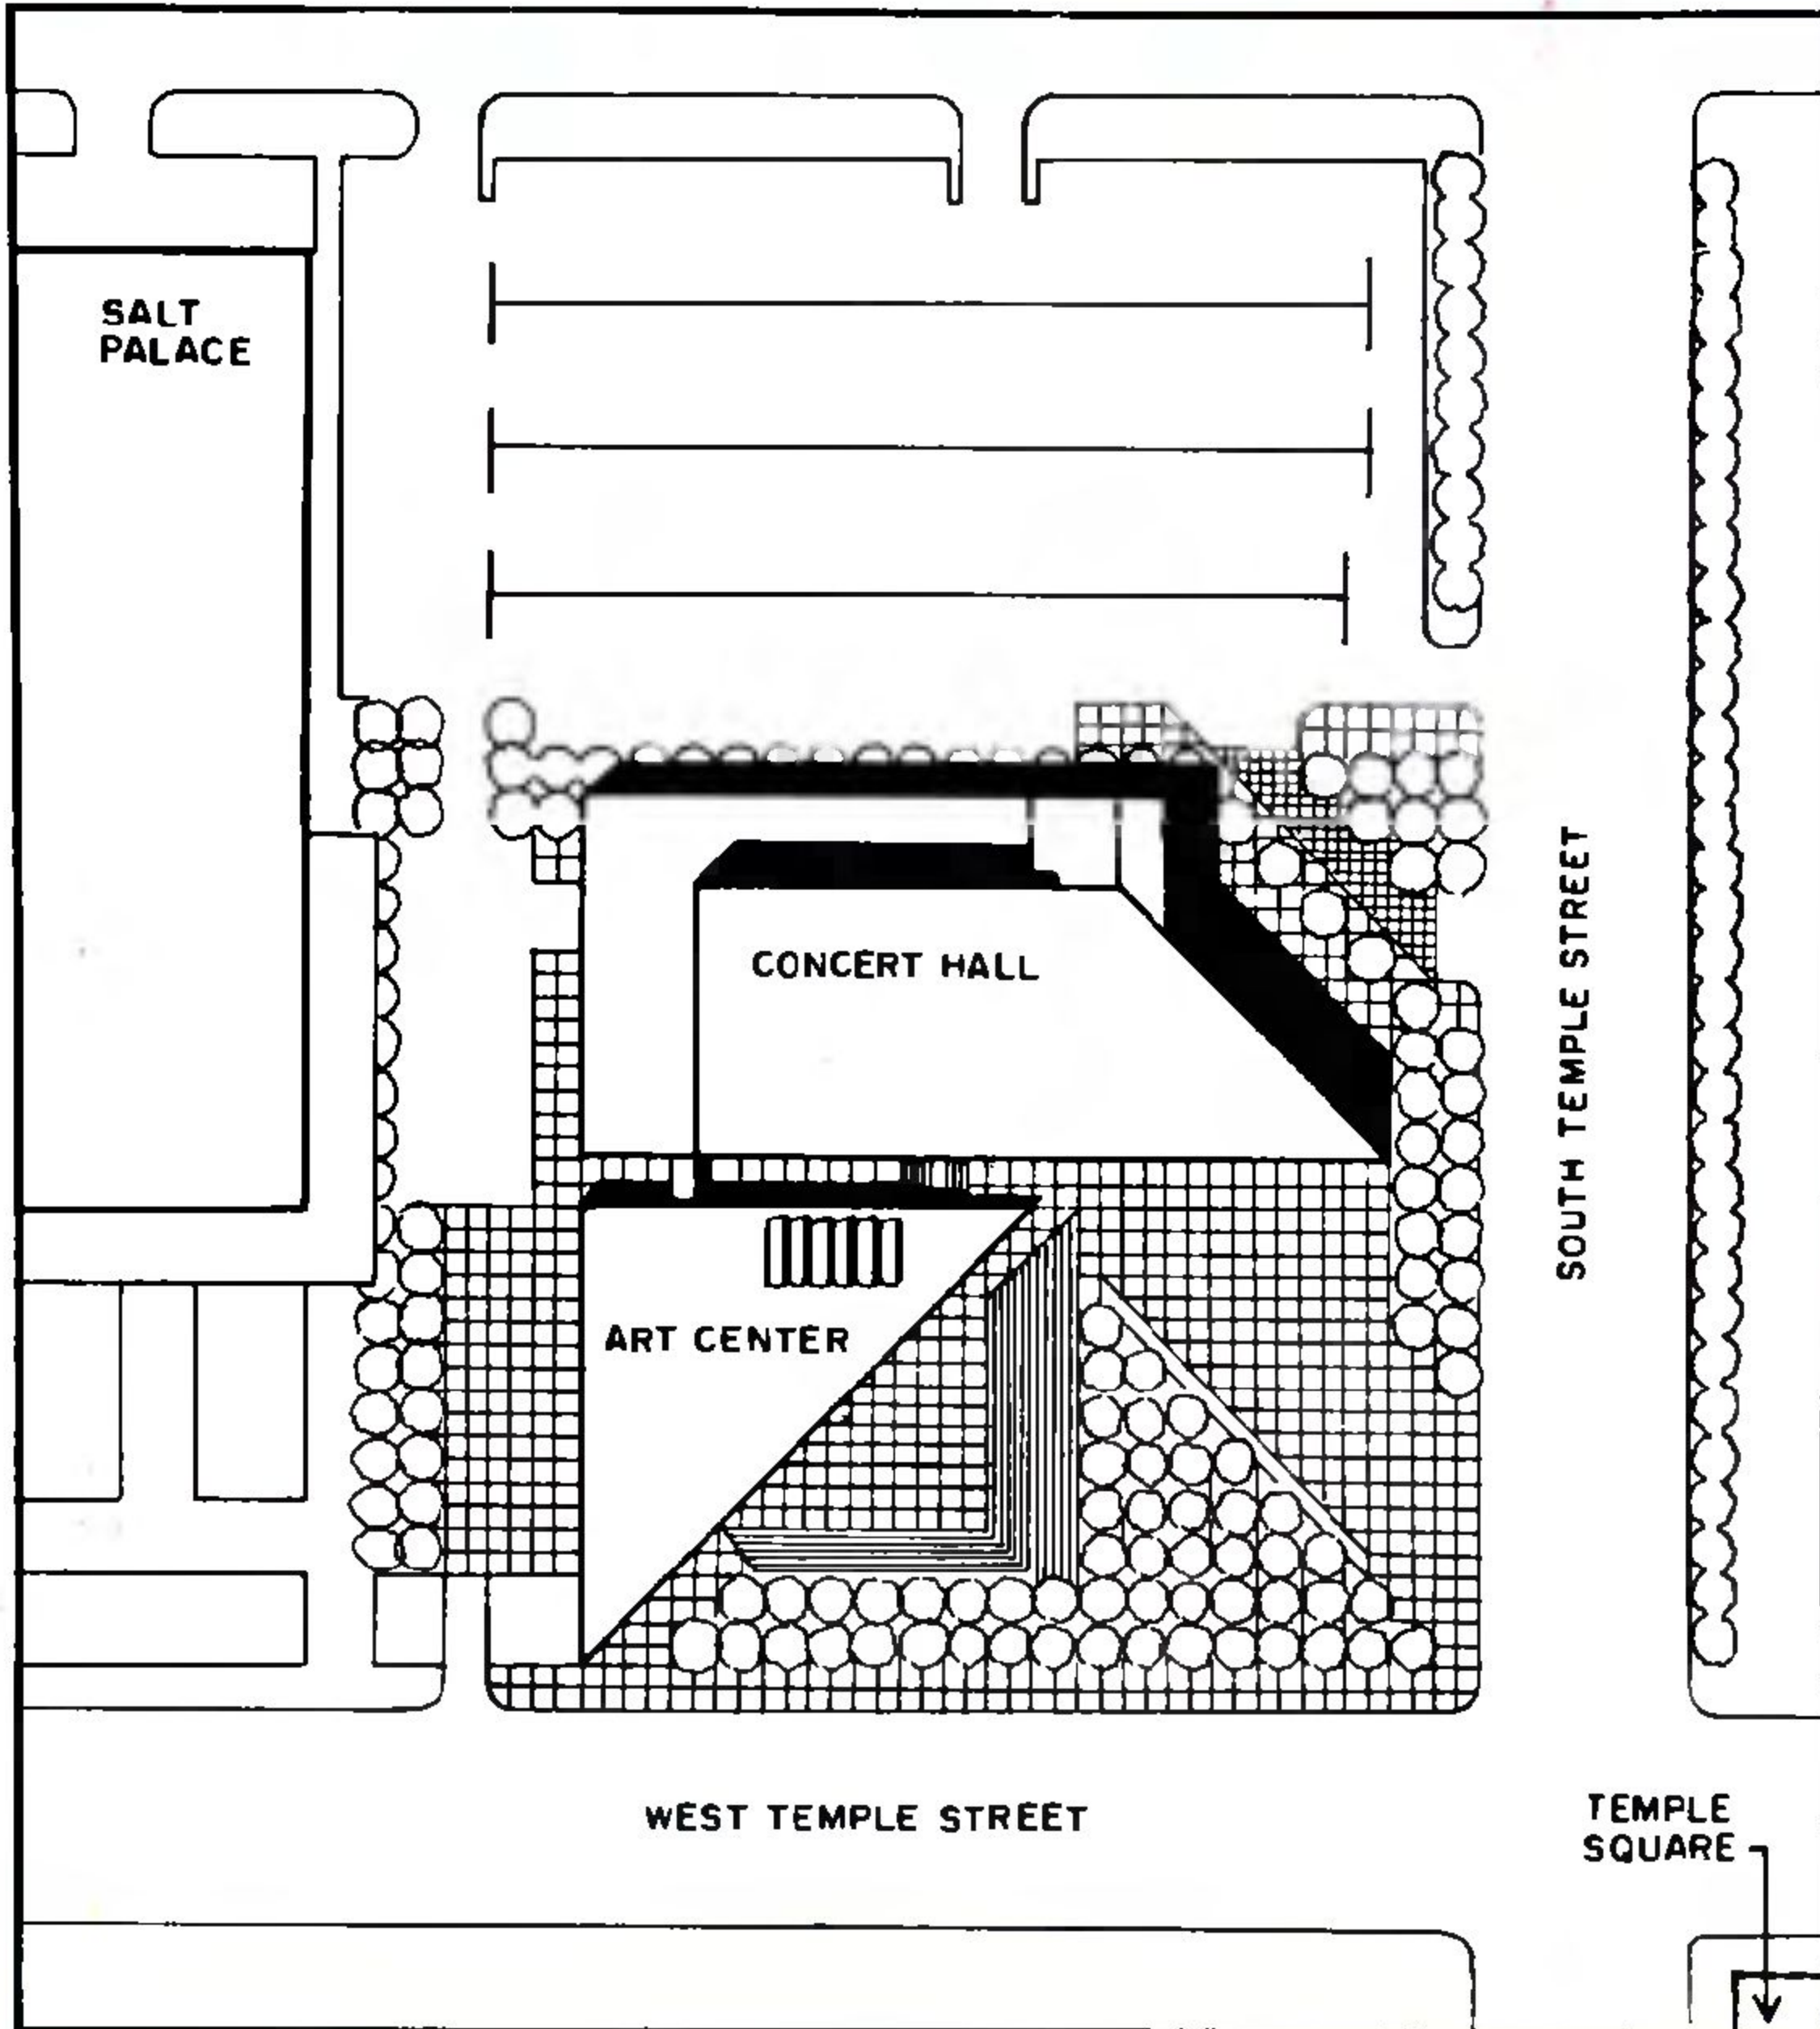 SALT
PALACE
CONCERT HALL
SOUTH TEMPLE STREET
ART CENTER
WEST TEMPLE STREET
TEMPLE
SQUARE